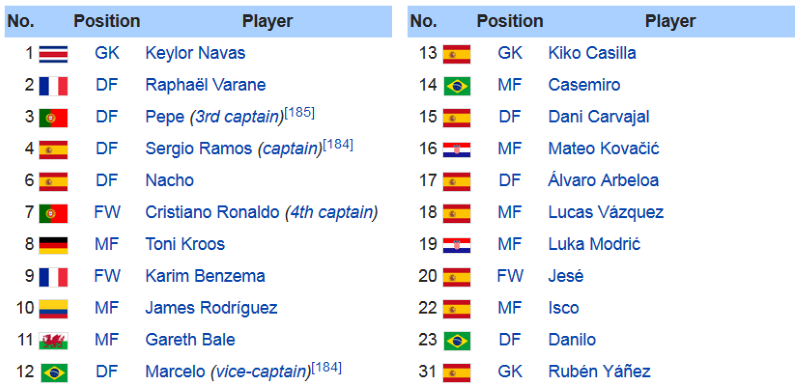 No. Position Player
1 GK Keylor Navas
2 DF Raphaël Varane
3 DF Pepe (3rd captain)[185]
4 DF Sergio Ramos (captain)[184]
6 DF Nacho
7 FW Cristiano Ronaldo (4th captain)
8 MF Toni Kroos
9 FW Karim Benzema
10 MF James Rodríguez
11 MF Gareth Bale
12 DF Marcelo (vice-captain)[184]
No. Position Player
13 GK Kiko Casilla
14 MF Casemiro
15 DF Dani Carvajal
16 MF Mateo Kovačić
17 DF Álvaro Arbeloa
18 MF Lucas Vázquez
19 MF Luka Modrić
20 FW Jesé
22 MF Isco
23 DF Danilo
31 GK Rubén Yáñez